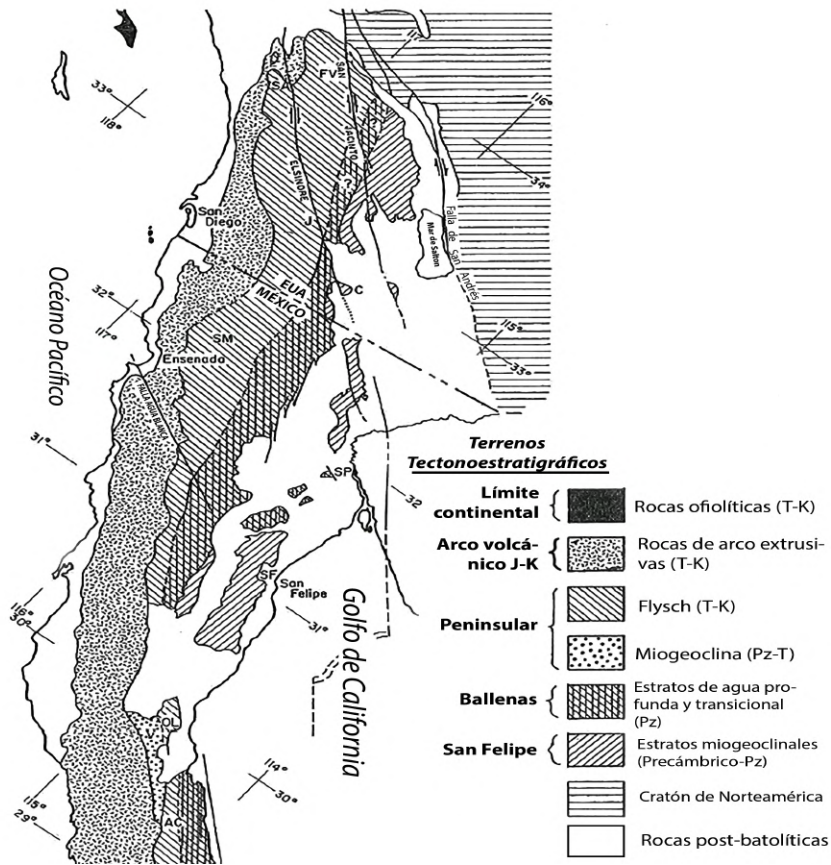 33°
118°
FV
SAN
JACINTO
116°
34°
ELSINORE
?
J
San
Diego
Mar de Salton
Falla de San Andrés
Océano Pacífico
EUA
MÉXICO
C
32°
117°
SM
Ensenada
115°
33°
FALLA AGUA BLANCA
31°
SP
32
SF
San
Felipe
31°
Golfo de California
116°
30°
OL
V
114°
30°
115°
29°
AC
Terrenos
Tectonoestratigráficos
Límite
continental
Rocas ofiolíticas (T-K)
Arco volcá-
nico J-K
Rocas de arco extrusi-
vas (T-K)
Peninsular
Flysch (T-K)
Miogeoclina (Pz-T)
Ballenas
Estratos de agua pro-
funda y transicional
(Pz)
San Felipe
Estratos miogeoclinales
(Precámbrico-Pz)
Cratón de Norteamérica
Rocas post-batolíticas